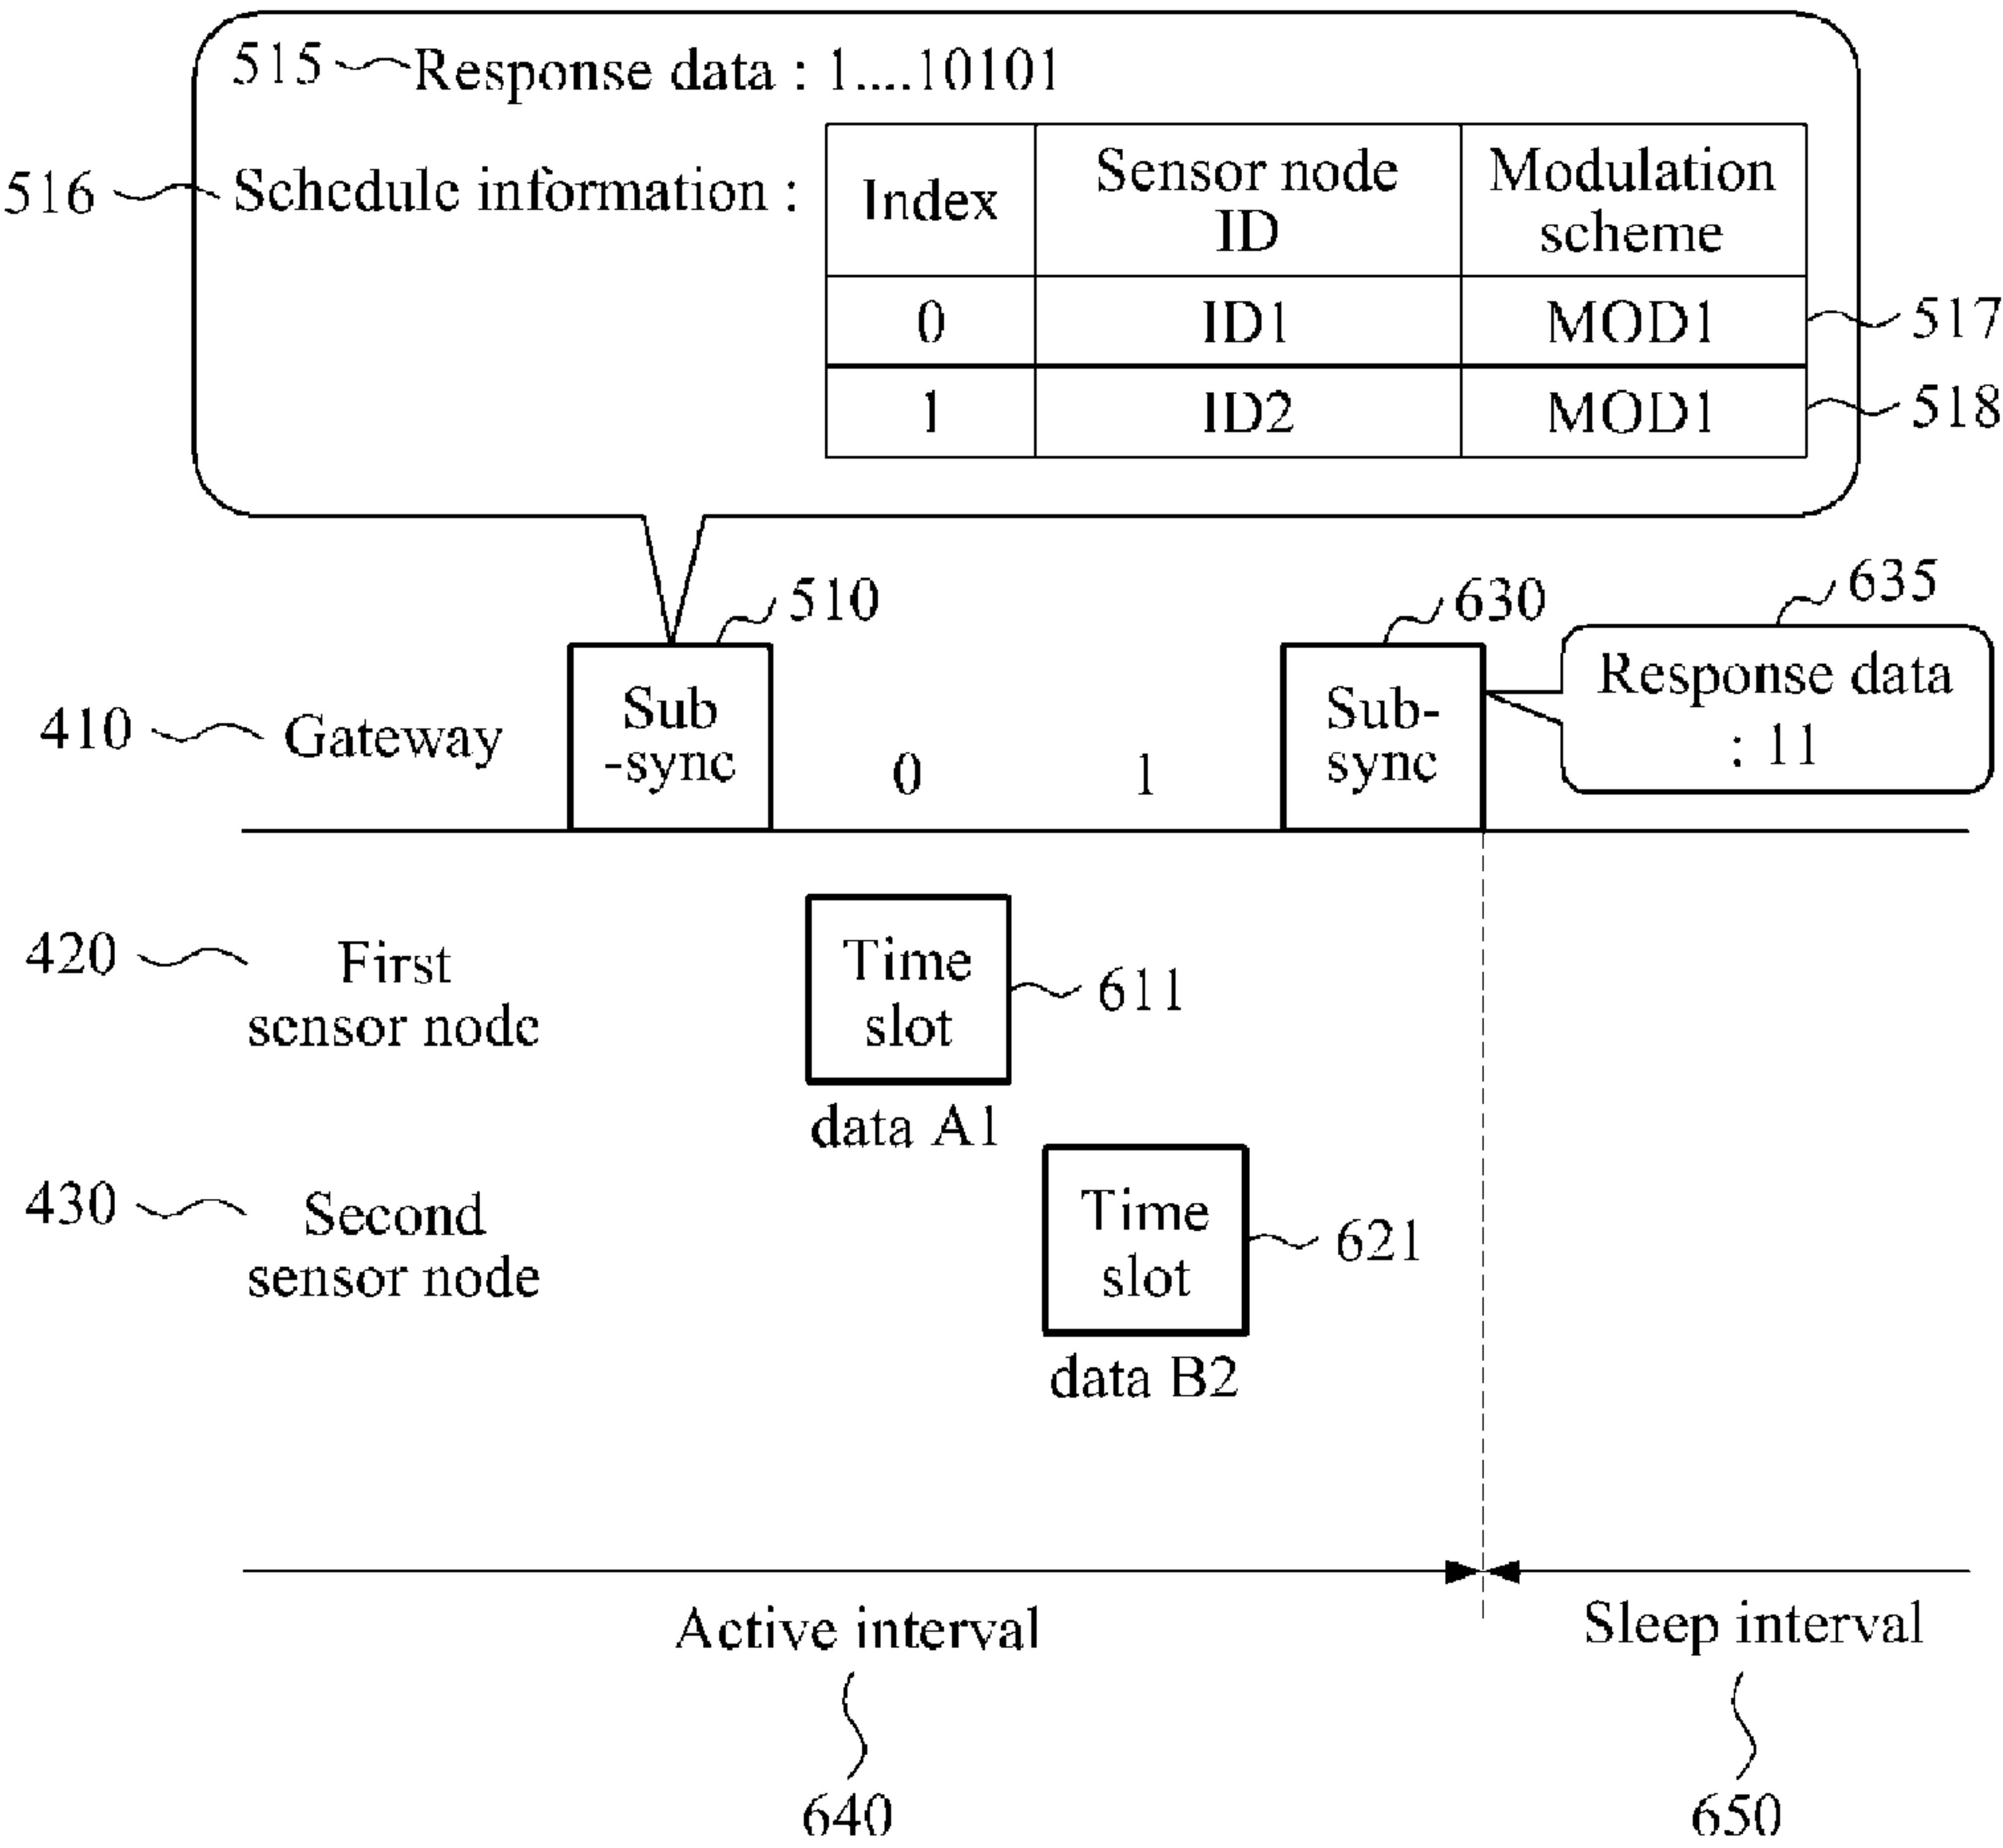 515 Response data : 1....10101
516 Schedule information :
Index
Sensor node
ID
Modulation
scheme
0 ID1 MOD1 517
1 ID2 MOD1 518
510
630
635
410 Gateway
Sub
-sync
0 1
Sub-
sync
Response data
: 11
420 First
sensor node
Time
slot
611
data A1
430 Second
sensor node
Time
slot
621
data B2
Active interval
Sleep interval
640
650